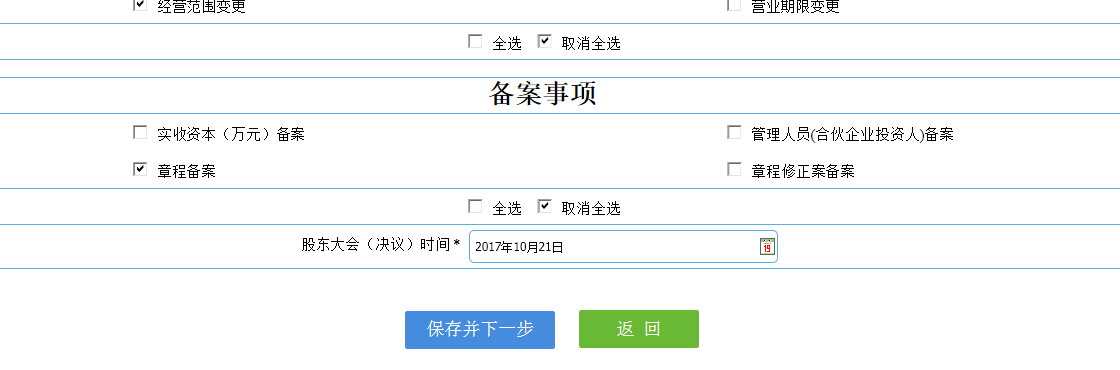 经营范围变更 营业期限变更
全选 取消全选
备案事项
实收资本（万元）备案 管理人员(合伙企业投资人)备案
章程备案 章程修正案备案
全选 取消全选
股东大会（决议）时间* 2017年10月21日 19
保存并下一步 返 回